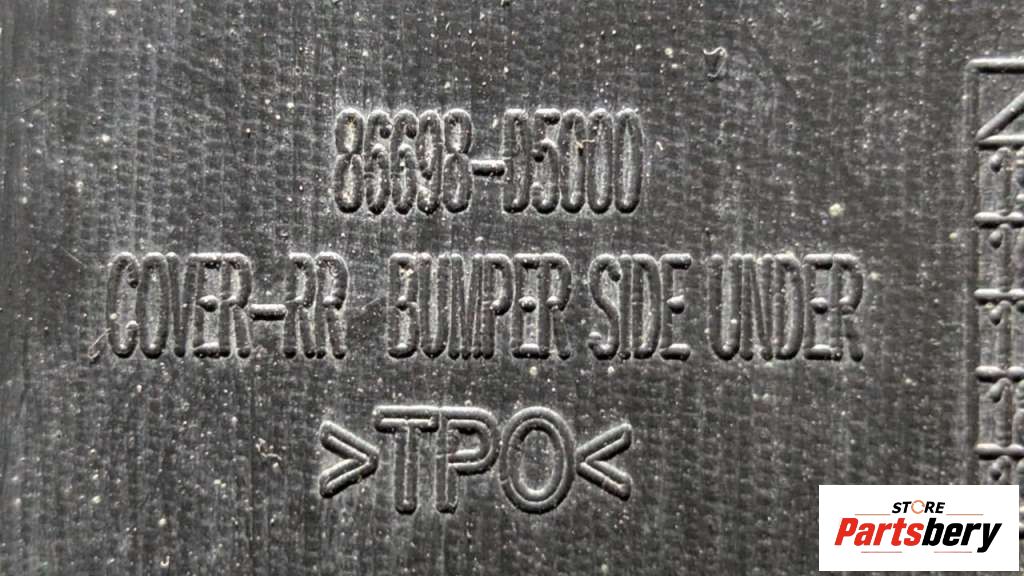 86698-D5000
COVER-RR BUMPER SIDE UNDER
>TPO<
STORE
Partsbery